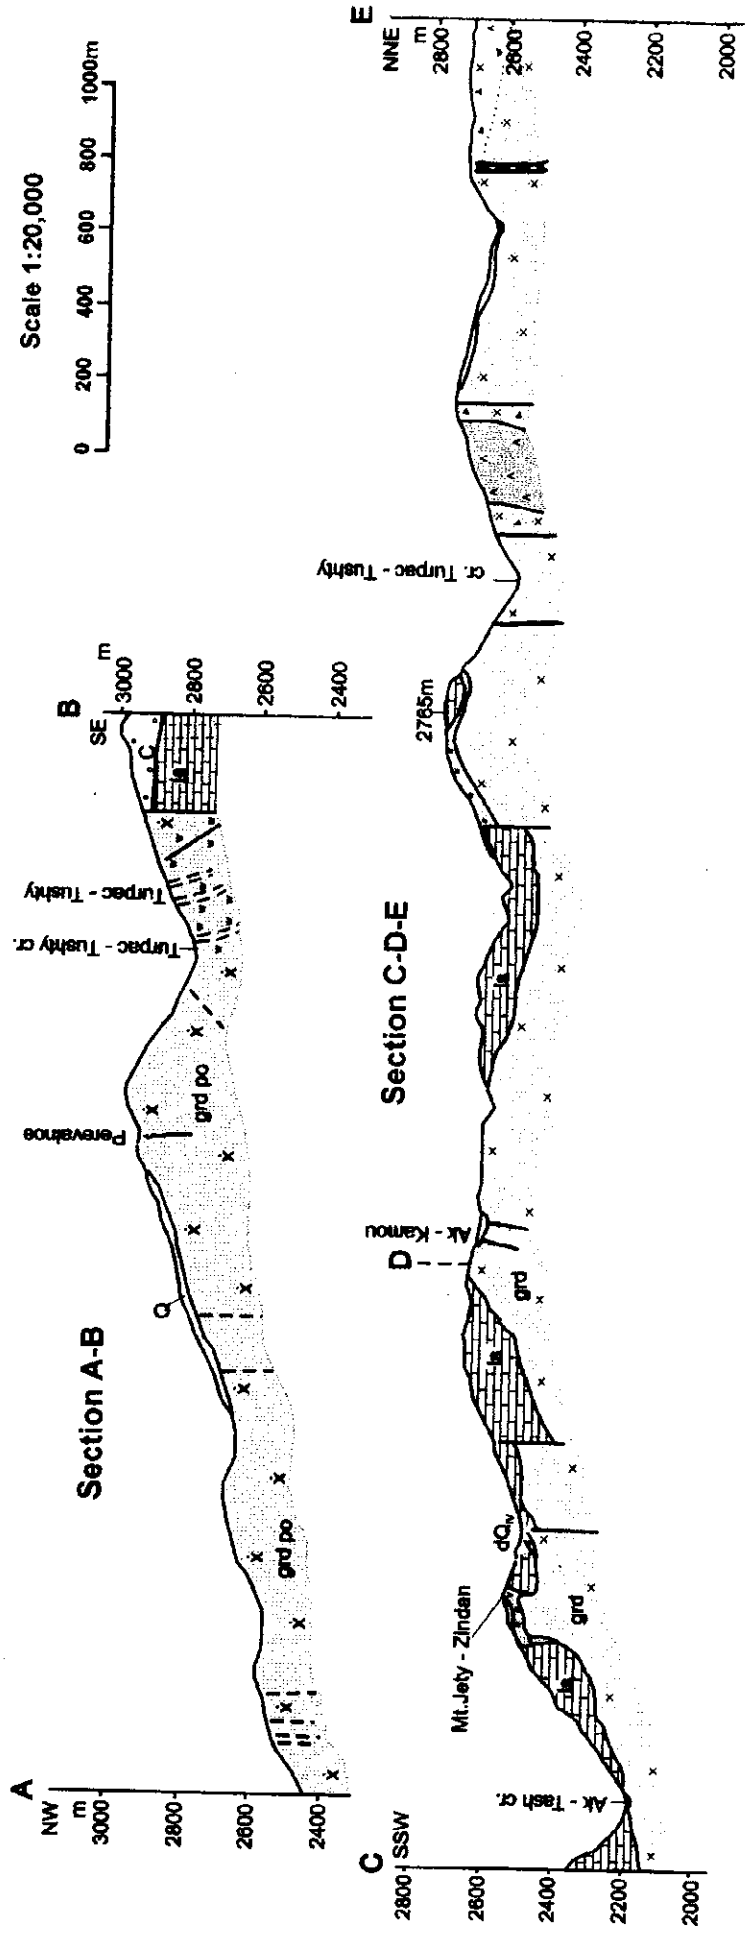 Scale 1:20,000
0 200 400 600 800 1000m
Section A-B
A
NW
m
3000
2800
2600
2400
grd po
Q
Perevalnoe
grd po
Turpac - Tushty cr.
Turpac - Tushty
C
ls
B
SE
m
3000
2800
2600
2400
Section C-D-E
C
SSW
2800
2600
2400
2200
2000
Ak - Tash cr.
ls
Mt.Jety - Zindan
grd
dQIV
ls
grd
D
Ak - Kamou
ls
2765m
cr. Turpac - Tushty
E
NNE
m
2800
2600
2400
2200
2000